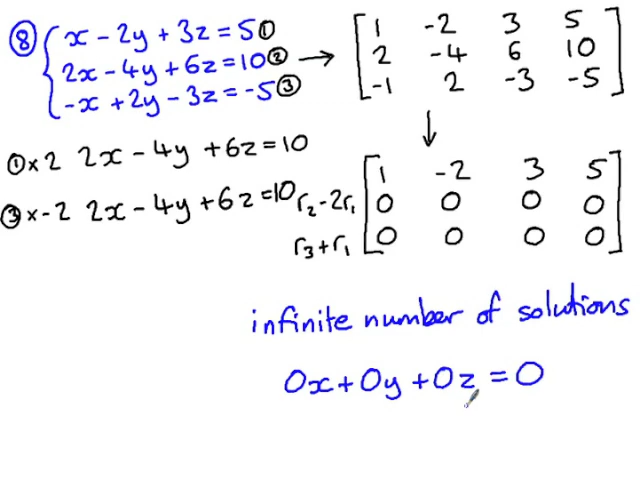 ⑧ x - 2y + 3z = 5 ①
2x - 4y + 6z = 10 ②
-x + 2y - 3z = -5 ③
→
1 -2 3 5
2 -4 6 10
-1 2 -3 -5
↓
① x 2 2x - 4y + 6z = 10
③ x -2 2x - 4y + 6z = 10
1 -2 3 5
r₂ - 2r₁ 0 0 0 0
r₃ + r₁ 0 0 0 0
infinite number of solutions
0x + 0y + 0z = 0